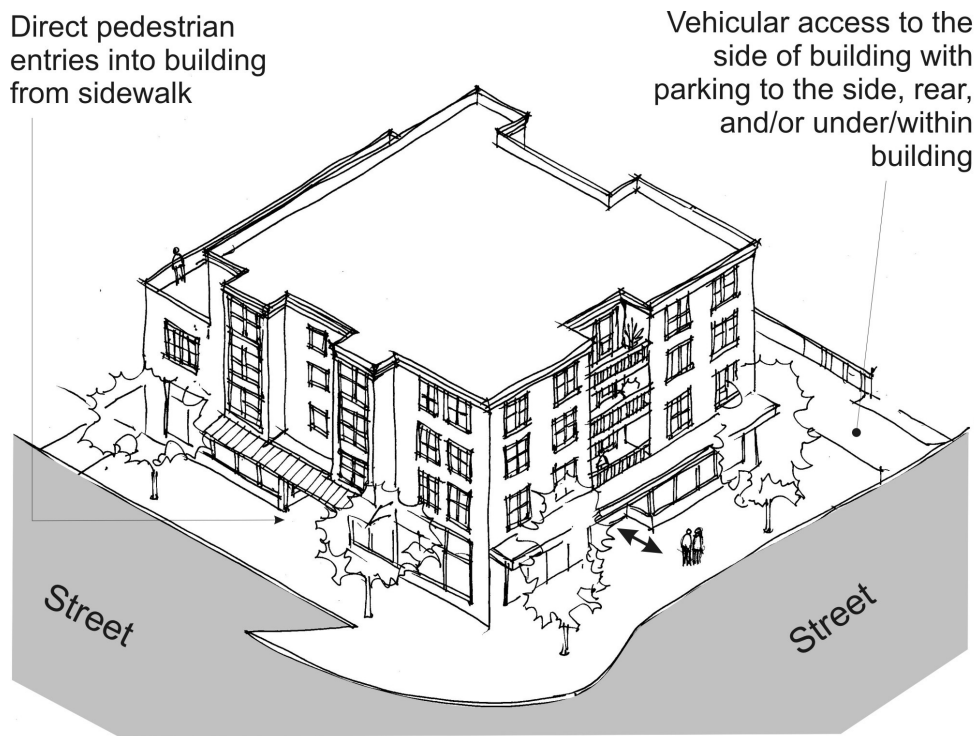 Direct pedestrian
entries into building
from sidewalk
Vehicular access to the
side of building with
parking to the side, rear,
and/or under/within
building
Street
Street